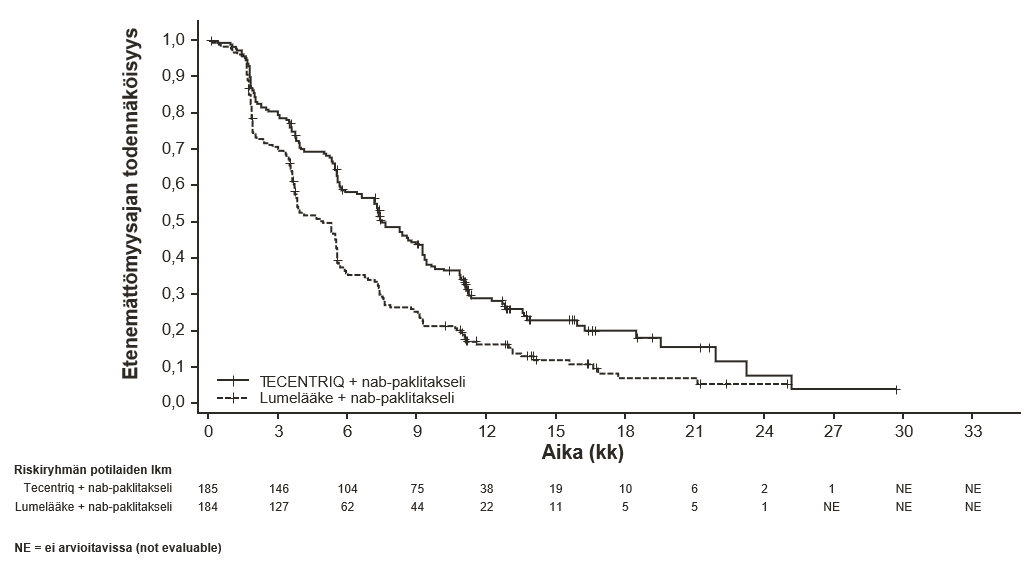 Etenemättömyysajan todennäköisyys
1,0
0,9
0,8
0,7
0,6
0,5
0,4
0,3
0,2
0,1
0,0
TECENTRIQ + nab-paklitakseli
Lumelääke + nab-paklitakseli
0 3 6 9 12 15 18 21 24 27 30 33
Aika (kk)
Riskiryhmän potilaiden lkm
Tecentriq + nab-paklitakseli 185 146 104 75 38 19 10 6 2 1 NE NE
Lumelääke + nab-paklitakseli 184 127 62 44 22 11 5 5 1 NE NE NE
NE = ei arvioitavissa (not evaluable)